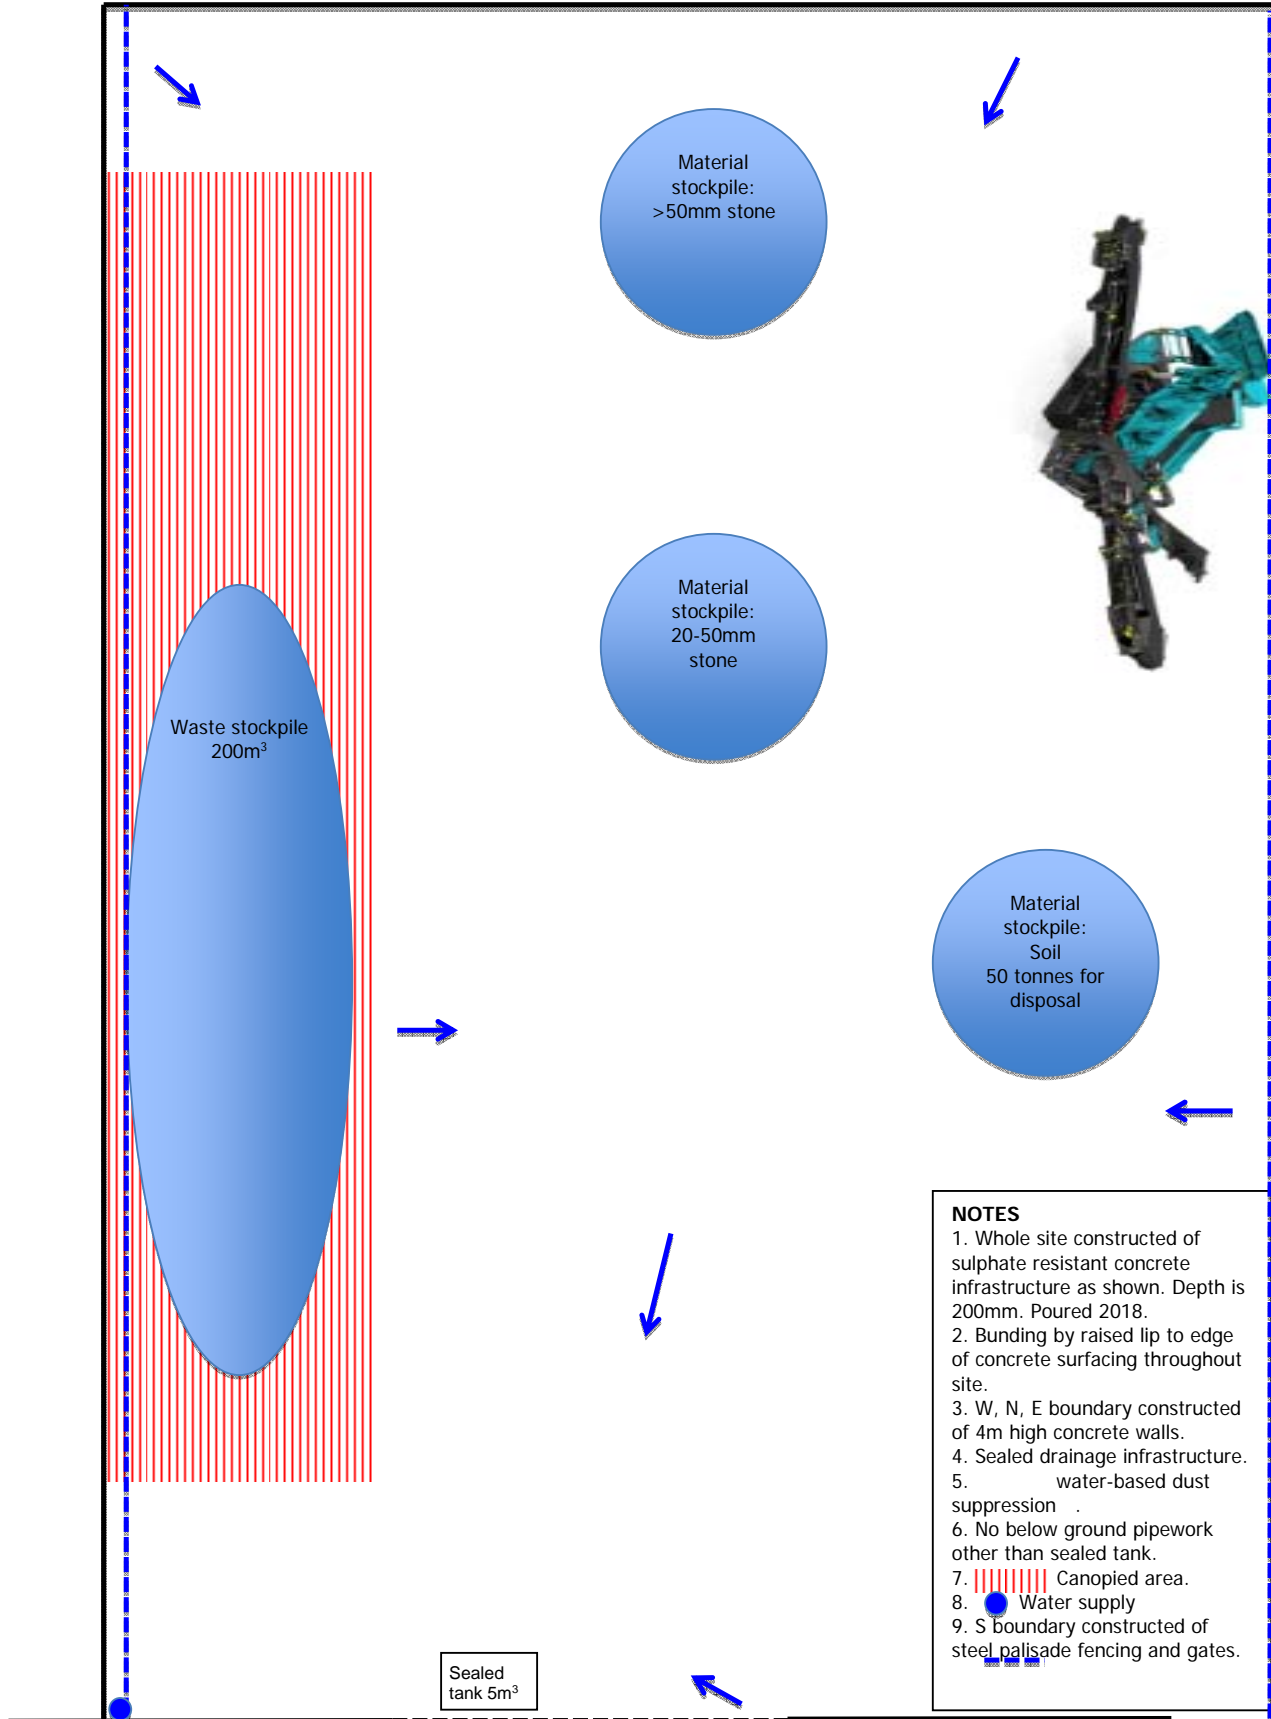 Material
stockpile:
>50mm stone
Material
stockpile:
20-50mm
stone
Waste stockpile
200m³
Material
stockpile:
Soil
50 tonnes for
disposal
NOTES
1. Whole site constructed of
sulphate resistant concrete
infrastructure as shown. Depth is
200mm. Poured 2018.
2. Bunding by raised lip to edge
of concrete surfacing throughout
site.
3. W, N, E boundary constructed
of 4m high concrete walls.
4. Sealed drainage infrastructure.
5. water-based dust
suppression .
6. No below ground pipework
other than sealed tank.
7. Canopied area.
8. Water supply
9. S boundary constructed of
steel palisade fencing and gates.
Sealed
tank 5m³